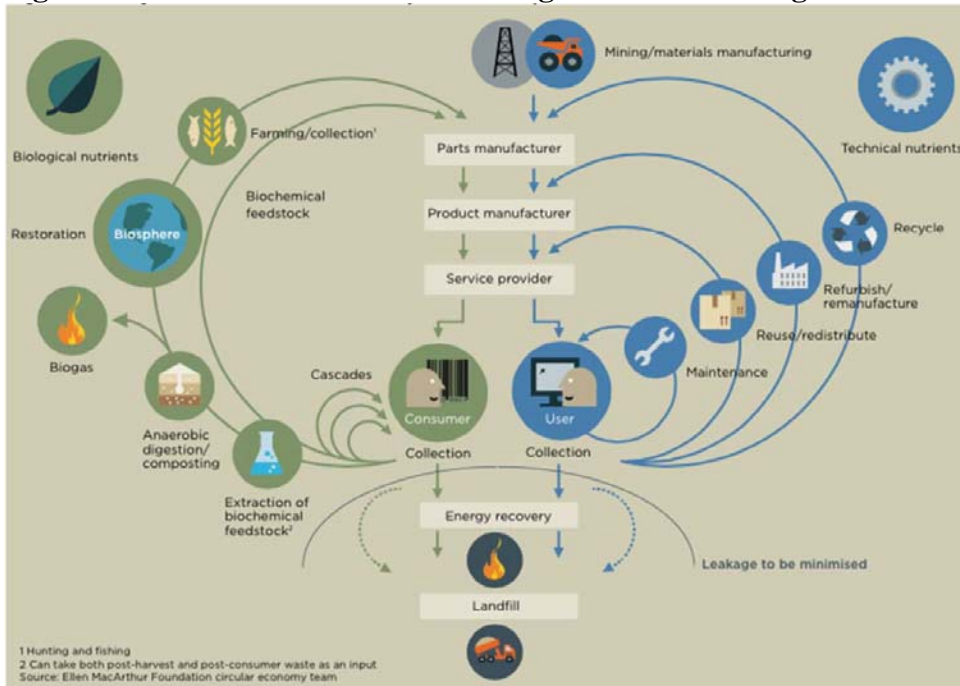 Mining/materials manufacturing
Farming/collection¹
Biological nutrients
Parts manufacturer
Technical nutrients
Biochemical
feedstock
Product manufacturer
Restoration
Biosphere
Recycle
Service provider
Refurbish/
remanufacture
Reuse/redistribute
Biogas
Cascades
Maintenance
Consumer
User
Anaerobic
digestion/
composting
Collection
Collection
Extraction of
biochemical
feedstock²
Energy recovery
Leakage to be minimised
Landfill
1 Hunting and fishing
2 Can take both post-harvest and post-consumer waste as an input
Source: Ellen MacArthur Foundation circular economy team